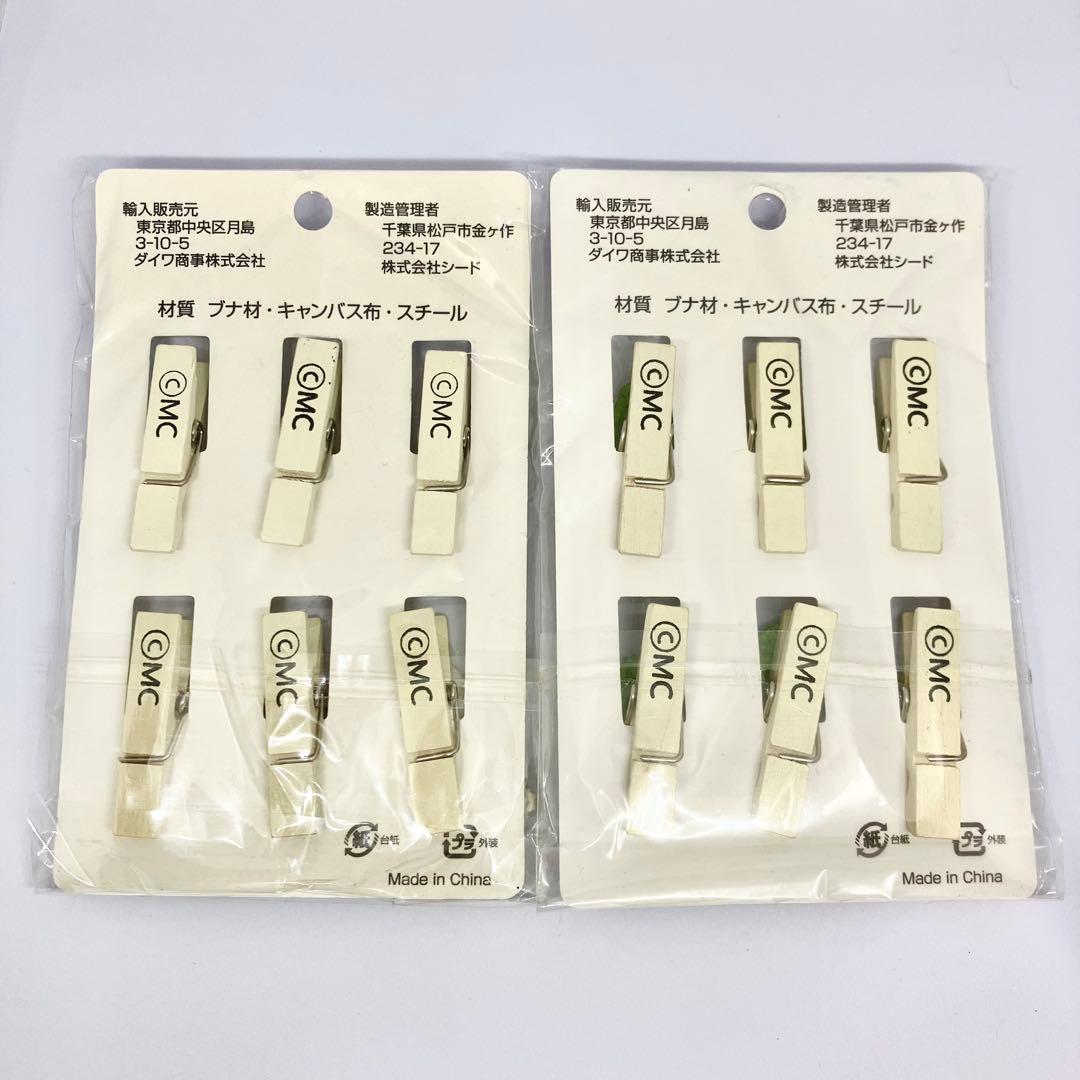 輸入販売元
東京都中央区月島
3-10-5
ダイワ商事株式会社
製造管理者
千葉県松戸市金ヶ作
234-17
株式会社シード
材質 ブナ材・キャンバス布・スチール
©MC
©MC
©MC
©MC
©MC
©MC
紙 台紙
プラ 外装
Made in China
輸入販売元
東京都中央区月島
3-10-5
ダイワ商事株式会社
製造管理者
千葉県松戸市金ヶ作
234-17
株式会社シード
材質 ブナ材・キャンバス布・スチール
©MC
©MC
©MC
©MC
©MC
©MC
紙 台紙
プラ 外装
Made in China